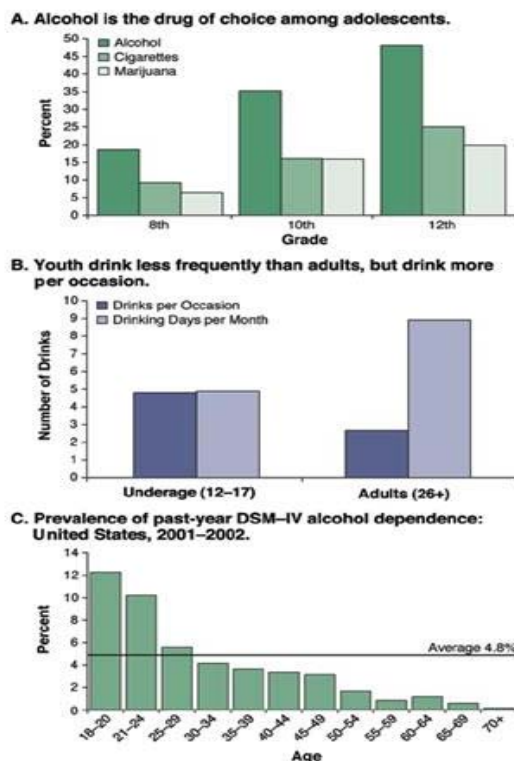 A. Alcohol is the drug of choice among adolescents.
50
45
40
35
30
25
20
15
10
5
0
Percent
Alcohol
Cigarettes
Marijuana
8th
10th
12th
Grade
B. Youth drink less frequently than adults, but drink more
per occasion.
10
9
8
7
6
5
4
3
2
1
0
Number of Drinks
Drinks per Occasion
Drinking Days per Month
Underage (12–17)
Adults (26+)
C. Prevalence of past-year DSM–IV alcohol dependence:
United States, 2001–2002.
14
12
10
8
6
4
2
0
Percent
Average 4.8%
18–20
21–24
25–29
30–34
35–39
40–44
45–49
50–54
55–59
60–64
65–69
70+
Age